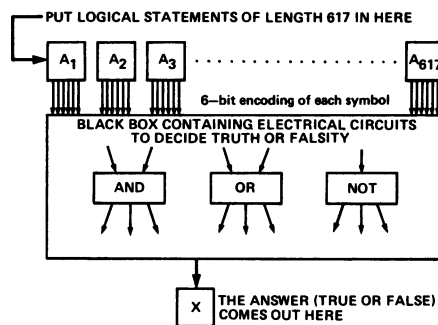 PUT LOGICAL STATEMENTS OF LENGTH 617 IN HERE
A1 A2 A3 A617
6-bit encoding of each symbol
BLACK BOX CONTAINING ELECTRICAL CIRCUITS
TO DECIDE TRUTH OR FALSITY
AND OR NOT
X
THE ANSWER (TRUE OR FALSE)
COMES OUT HERE